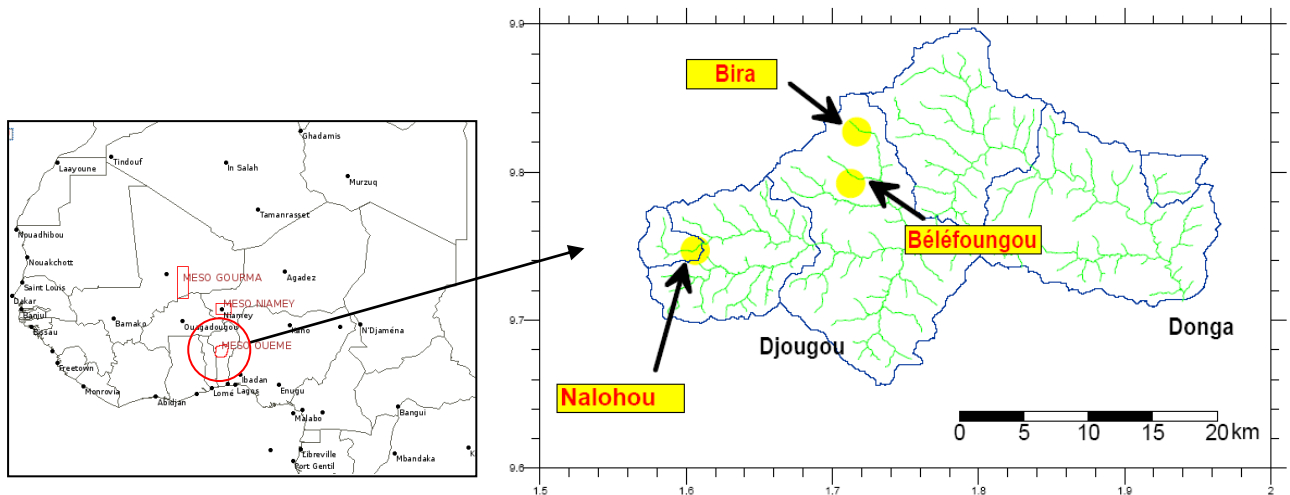 Ghadamis
Tindouf
Laayoune
In Salah
Murzuq
Tamanrasset
Nouadhibou
Nouakchott
MESO GOURMA
Agadez
Saint Louis
MESO NIAMEY
Dakar
Niamey
Banjul
Bamako
Ouagadougou
N'Djaména
Bissau
MESO OUEME
Freetown
Ibadan
Monrovia
Lomé
Lagos
Enugu
Abidjan
Malabo
Bangui
Libreville
Mbandaka
K
Port Gentil
9.9
Bira
9.8
Béléfoungou
9.7
Djougou
Donga
Nalohou
0 5 10 15 20 km
9.6
1.5 1.6 1.7 1.8 1.9 2